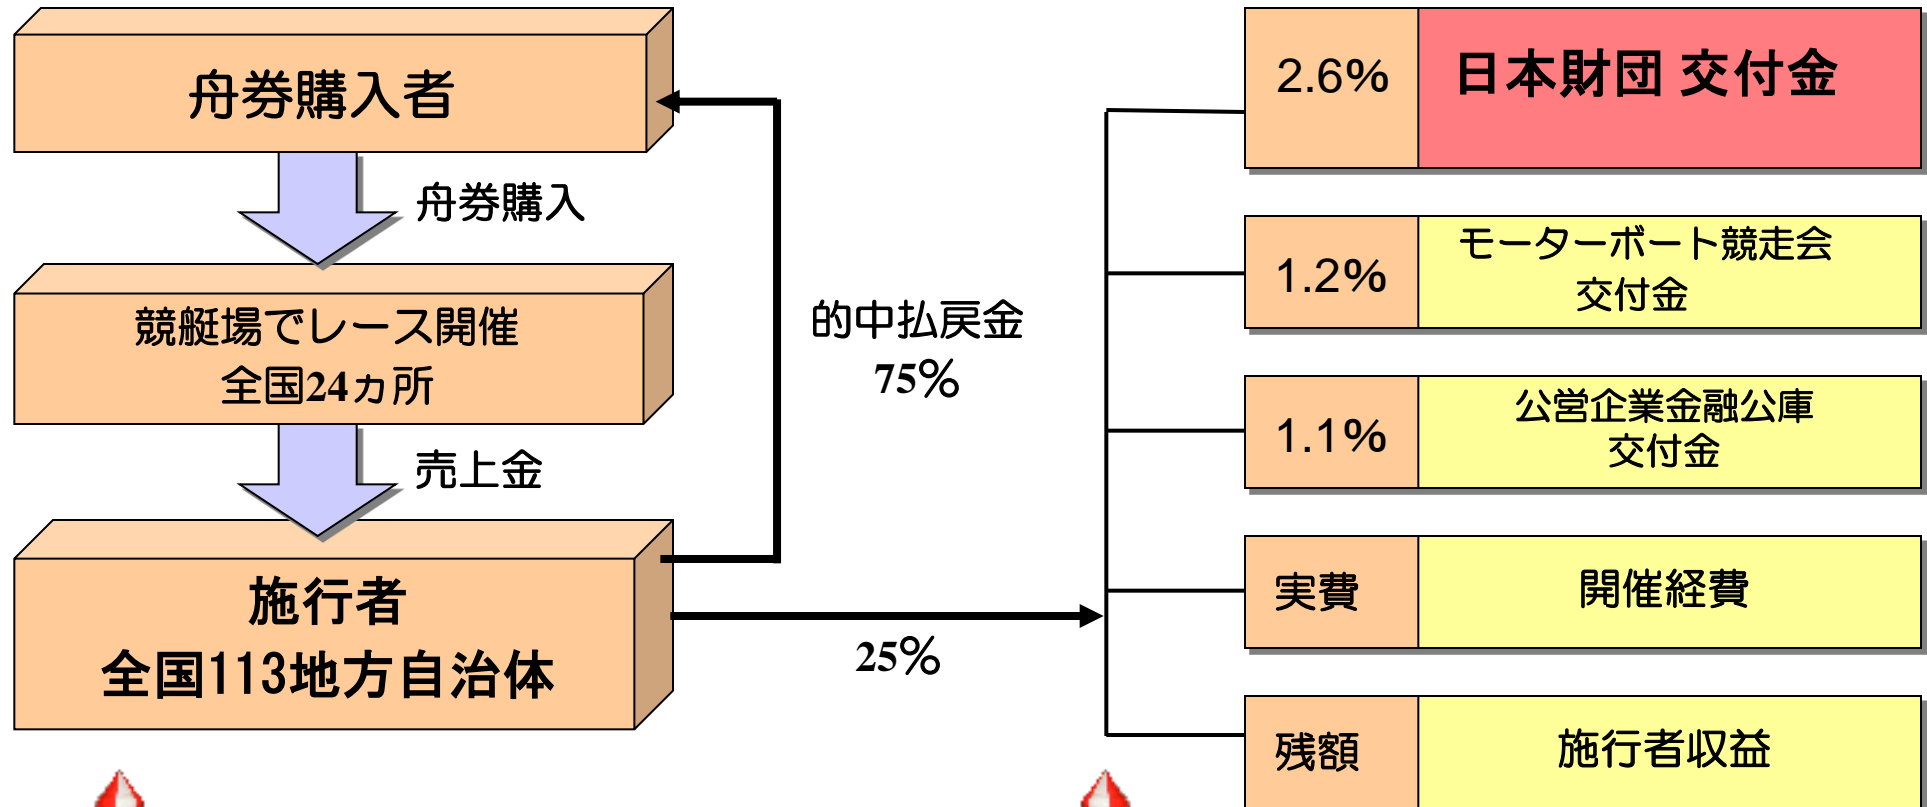 舟券購入者
舟券購入
競艇場でレース開催
全国24ヵ所
売上金
施行者
全国113地方自治体
的中払戻金
75%
25%
2.6%
日本財団 交付金
1.2%
モーターボート競走会
交付金
1.1%
公営企業金融公庫
交付金
実費
開催経費
残額
施行者収益